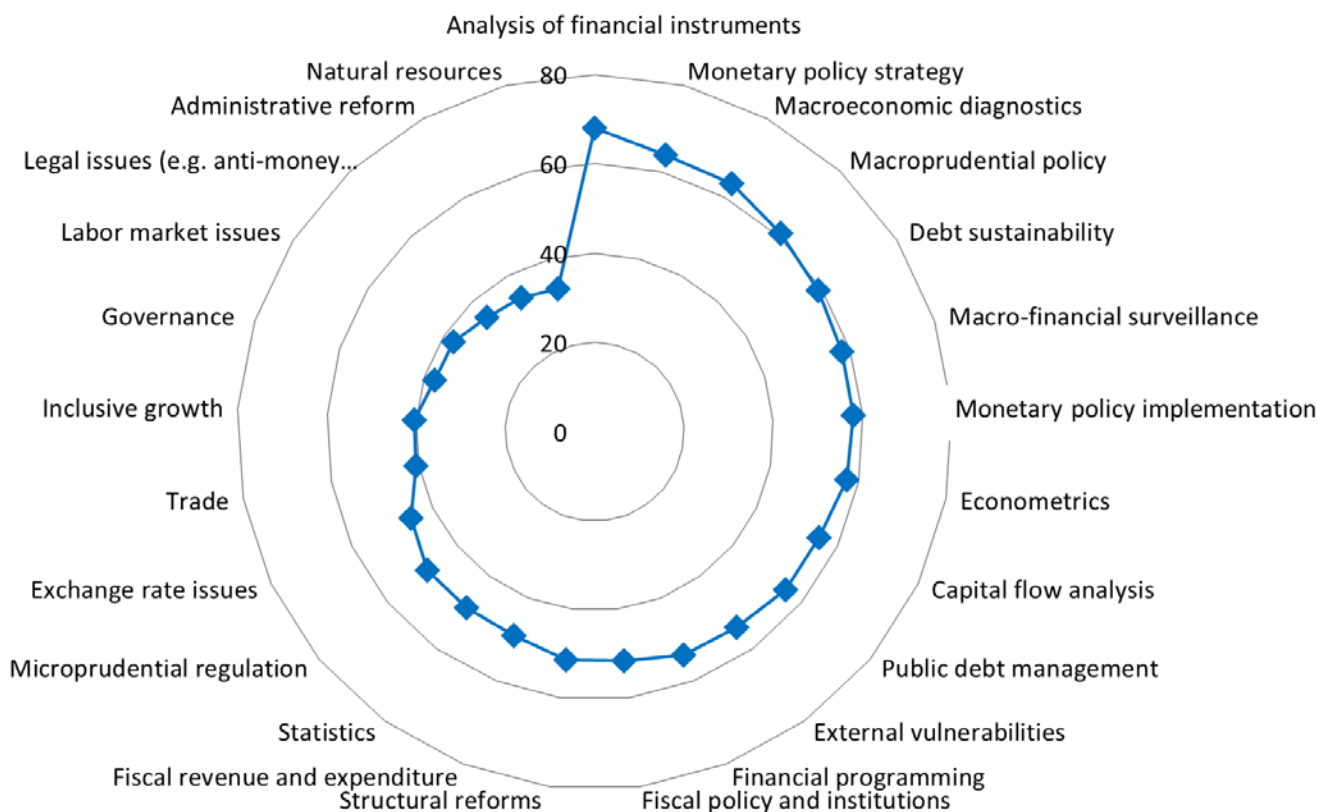 Analysis of financial instruments
Monetary policy strategy
Macroeconomic diagnostics
Macroprudential policy
Debt sustainability
Macro-financial surveillance
Monetary policy implementation
Econometrics
Capital flow analysis
Public debt management
External vulnerabilities
Financial programming
Fiscal policy and institutions
Structural reforms
Fiscal revenue and expenditure
Statistics
Microprudential regulation
Exchange rate issues
Trade
Inclusive growth
Governance
Labor market issues
Legal issues (e.g. anti-money...
Administrative reform
Natural resources
80
60
40
20
0